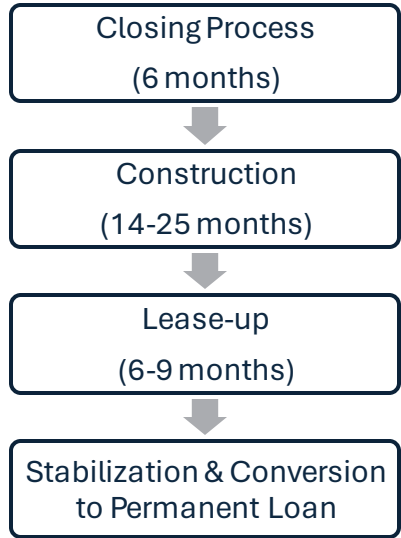 Closing Process
(6 months)
Construction
(14-25 months)
Lease-up
(6-9 months)
Stabilization & Conversion
to Permanent Loan